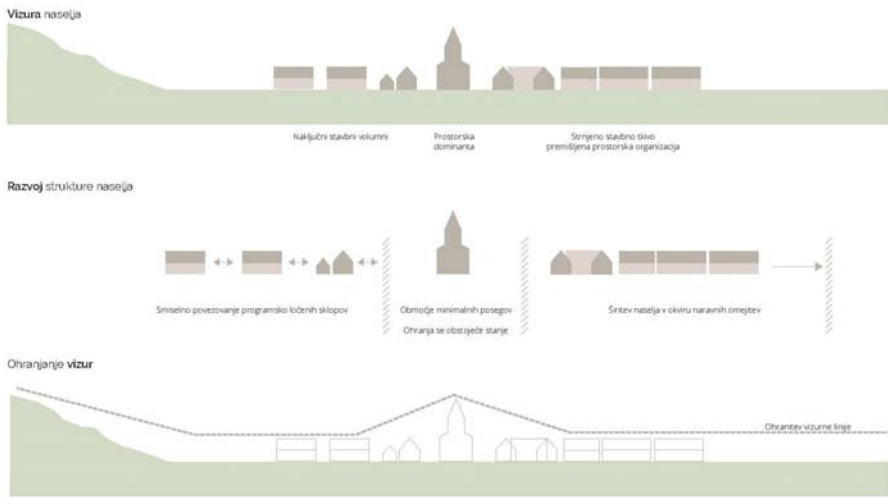 Vizura naselja
Naključni stavbni volumni
Prostorska
dominanta
Strnjeno stavbno tkivo
premišljena prostorska organizacija
Razvoj strukture naselja
Smiselno povezovanje programsko ločenih sklopov
Območje minimalnih posegov
Ohranja se obstoječe stanje
Širitev naselja v okviru naravnih omejitev
Ohranjanje vizur
Ohranitev vizurne linije